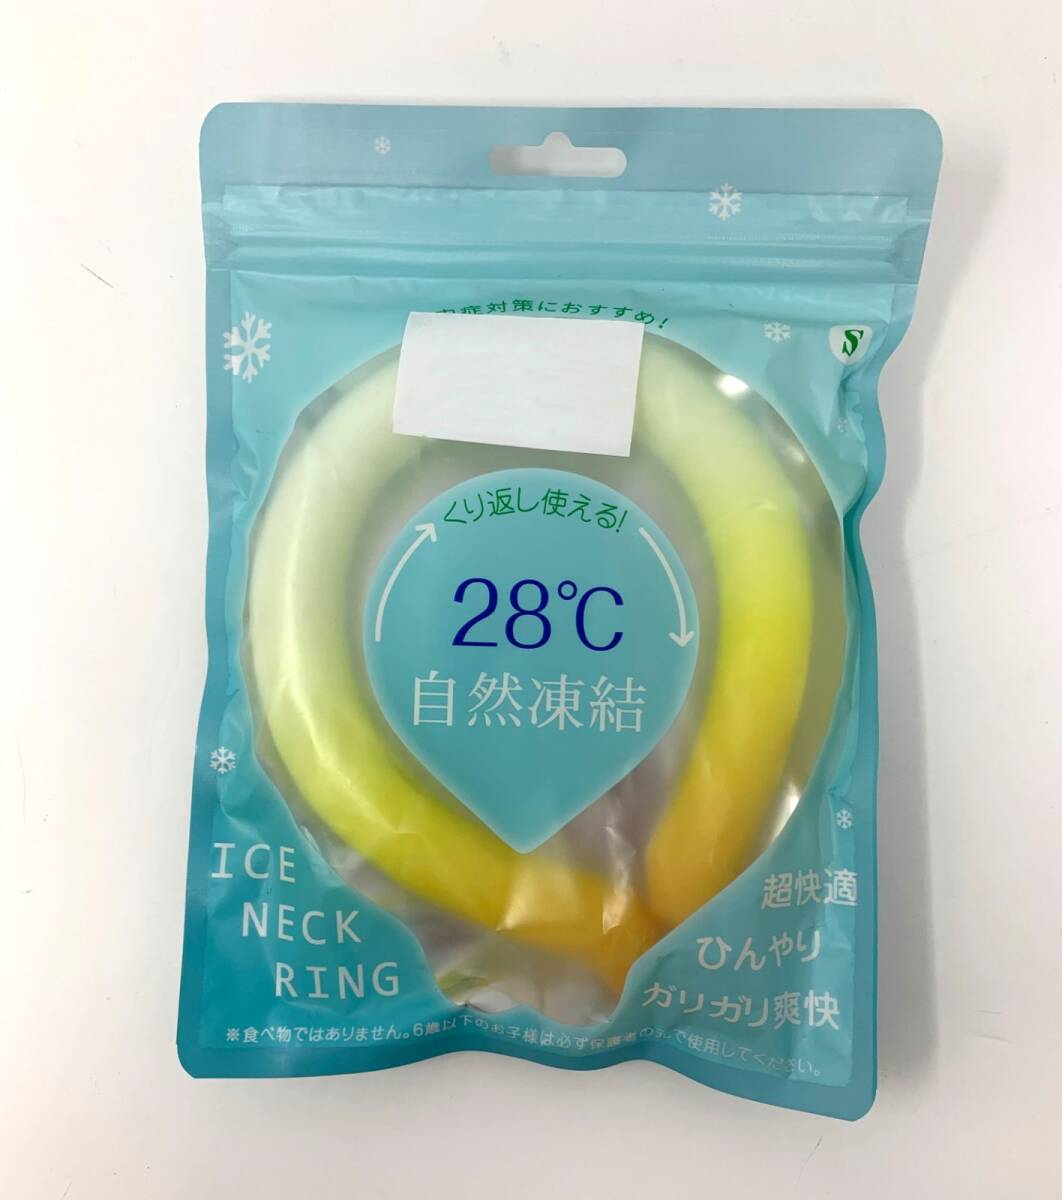 症対策におすすめ!
S
くり返し使える!
28℃
自然凍結
ICE
NECK
RING
超快適
ひんやり
ガリガリ爽快
※食べ物ではありません。6歳以下のお子様は必ず保護者の元で使用してください。